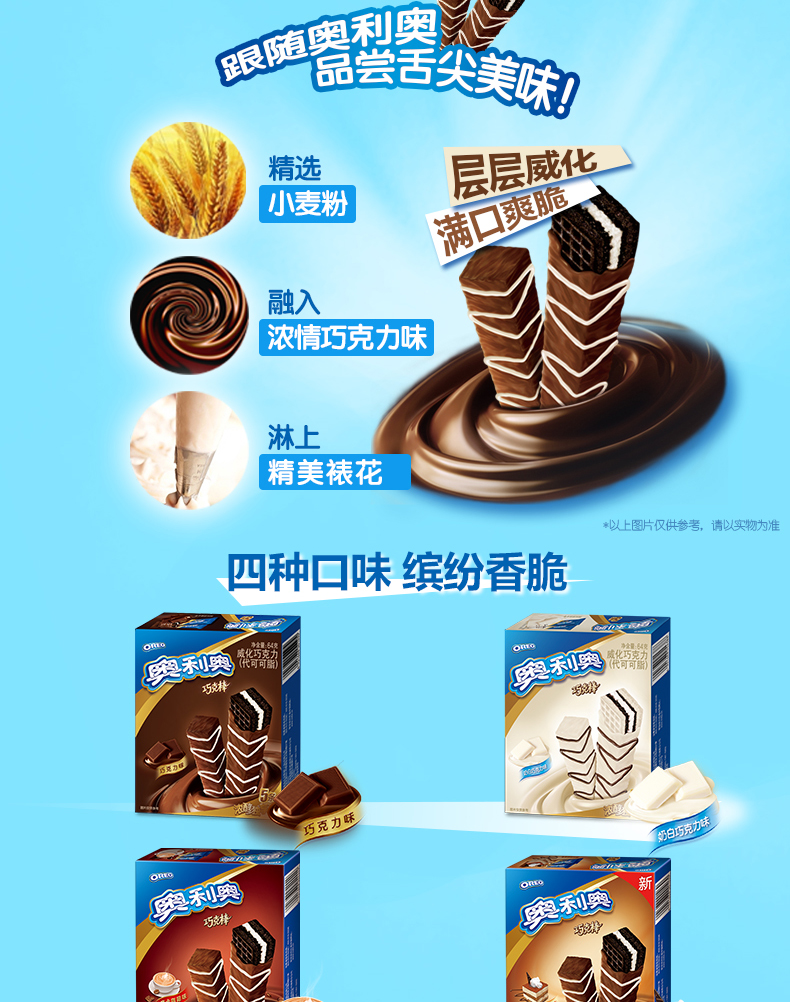 跟随奥利奥
品尝舌尖美味!
精选
小麦粉
层层威化
满口爽脆
融入
浓情巧克力味
淋上
精美裱花
*以上图片仅供参考，请以实物为准
四种口味 缤纷香脆
OREO
净含量:64克
威化巧克力
(代可可脂)
奥利奥
巧克棒
巧克力味
巧克力味
OREO
净含量:64克
威化巧克力
(代可可脂)
奥利奥
巧克棒
奶白巧克力味
奶白巧克力味
OREO
奥利奥
巧克棒
OREO
新
奥利奥
巧克棒